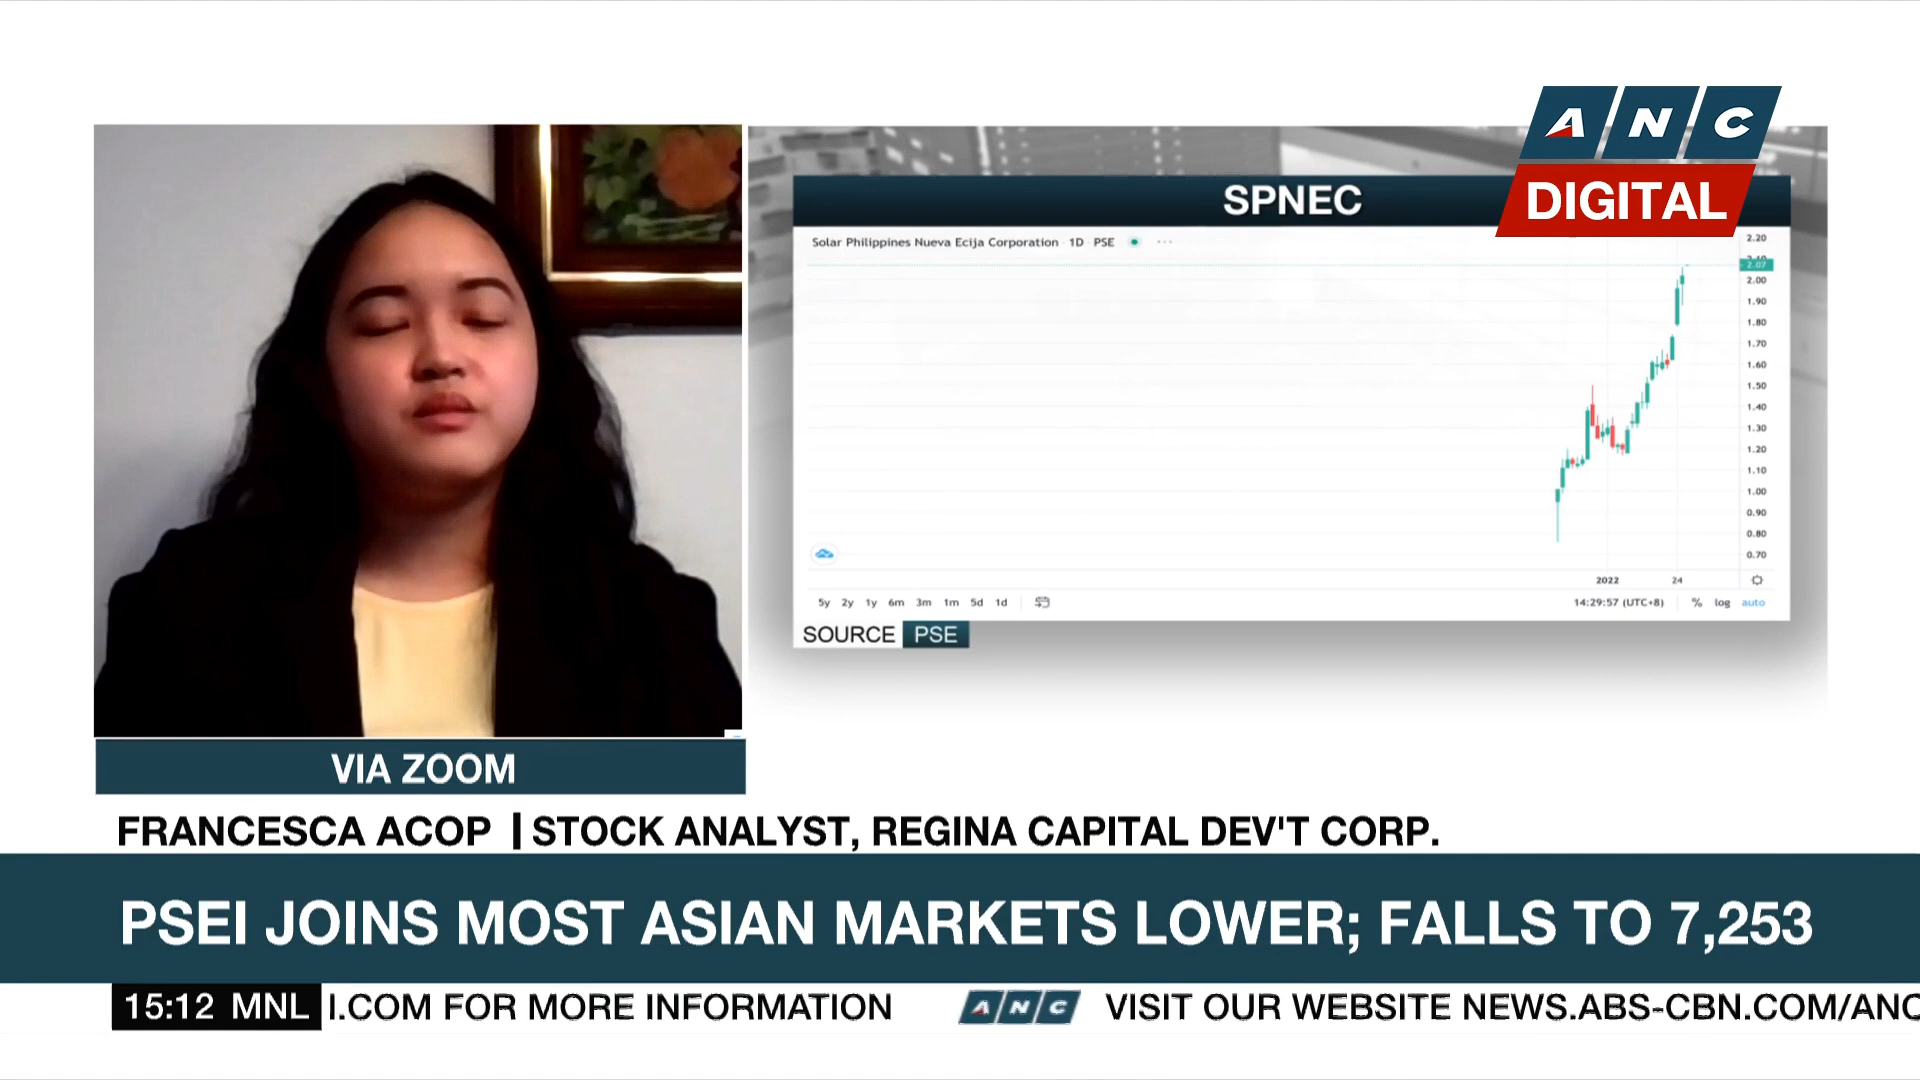 ANC
DIGITAL
SPNEC
Solar Philippines Nueva Ecija Corporation · 1D · PSE
2.20
2.07
2.00
1.90
1.80
1.70
1.60
1.50
1.40
1.30
1.20
1.10
1.00
0.90
0.80
0.70
2022 24
5y 2y 1y 6m 3m 1m 5d 1d 14:29:57 (UTC+8) % log auto
SOURCE PSE
VIA ZOOM
FRANCESCA ACOP | STOCK ANALYST, REGINA CAPITAL DEV'T CORP.
PSEI JOINS MOST ASIAN MARKETS LOWER; FALLS TO 7,253
15:12 MNL I.COM FOR MORE INFORMATION ANC VISIT OUR WEBSITE NEWS.ABS-CBN.COM/ANC